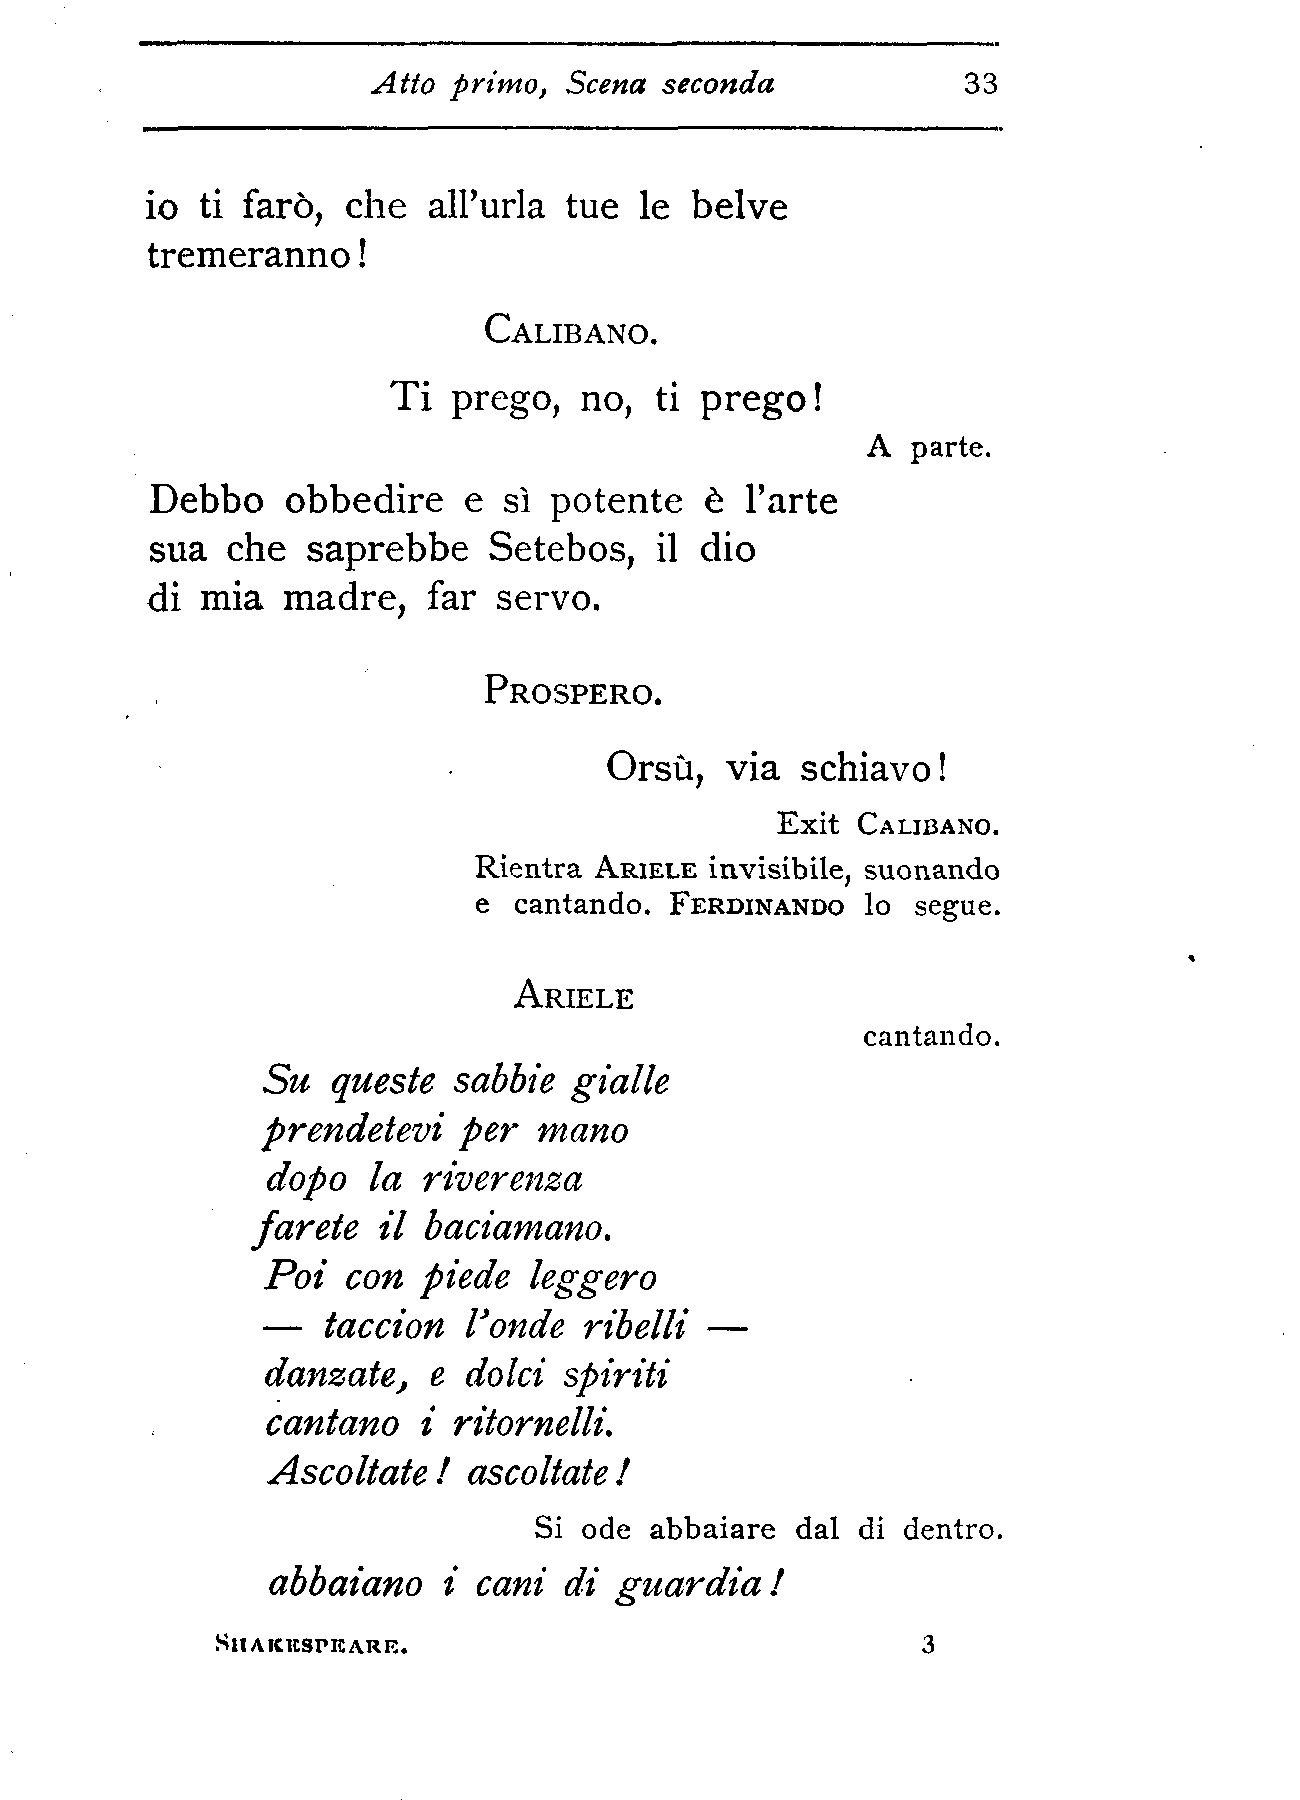 Atto primo, Scena seconda 33
io ti farò, che all'urla tue le belve
tremeranno!
CALIBANO.
Ti prego, no, ti prego!
A parte.
Debbo obbedire e sì potente è l'arte
sua che saprebbe Setebos, il dio
di mia madre, far servo.
PROSPERO.
Orsù, via schiavo!
Exit CALIBANO.
Rientra ARIELE invisibile, suonando
e cantando. FERDINANDO lo segue.
ARIELE
cantando.
Su queste sabbie gialle
prendetevi per mano
dopo la riverenza
farete il baciamano.
Poi con piede leggero
— taccion l'onde ribelli —
danzate, e dolci spiriti
cantano i ritornelli.
Ascoltate! ascoltate!
Si ode abbaiare dal di dentro.
abbaiano i cani di guardia!
SHAKESPEARE. 3